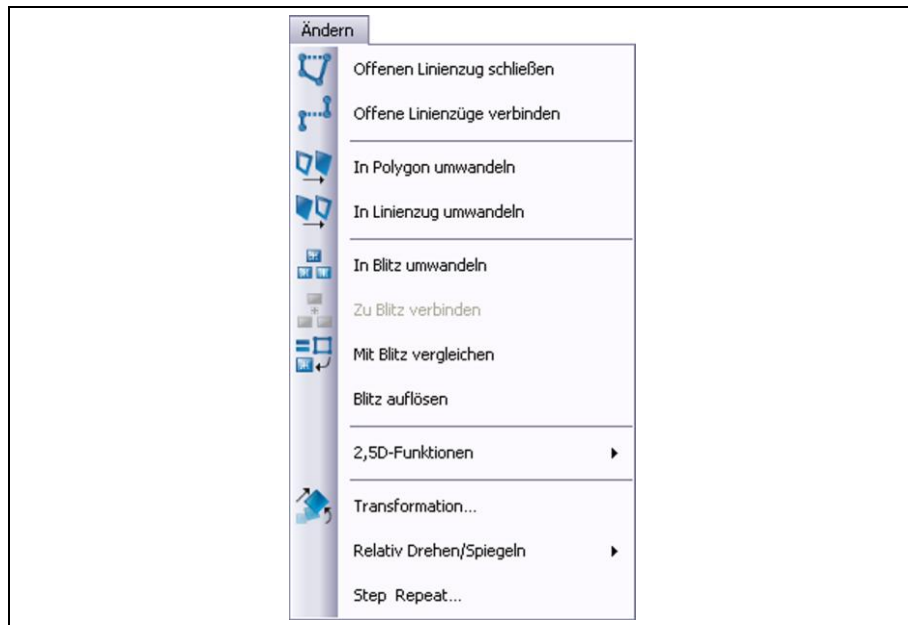 Ändern
Offenen Linienzug schließen
Offene Linienzüge verbinden
In Polygon umwandeln
In Linienzug umwandeln
In Blitz umwandeln
Zu Blitz verbinden
Mit Blitz vergleichen
Blitz auflösen
2,5D-Funktionen
Transformation...
Relativ Drehen/Spiegeln
Step Repeat...